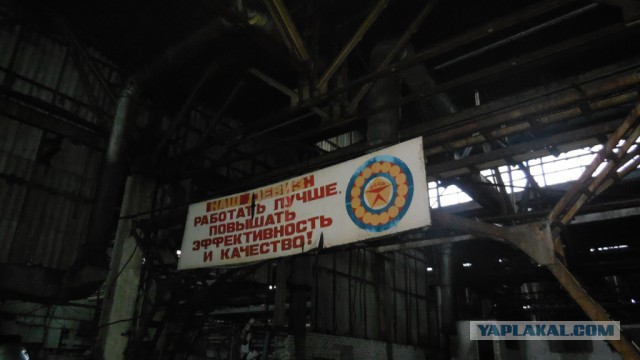 НАШ ДЕВИЗ
РАБОТАТЬ ЛУЧШЕ,
ПОВЫШАТЬ
ЭФФЕКТИВНОСТЬ
И КАЧЕСТВО!
YAPLAKAL.COM